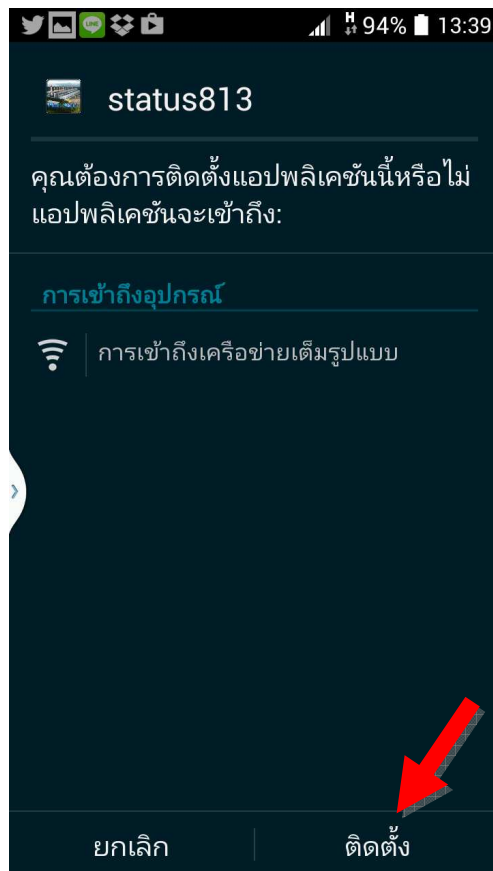 H 94% 13:39
status813
คุณต้องการติดตั้งแอปพลิเคชันนี้หรือไม่
แอปพลิเคชันจะเข้าถึง:
การเข้าถึงอุปกรณ์
การเข้าถึงเครือข่ายเต็มรูปแบบ
ยกเลิก ติดตั้ง